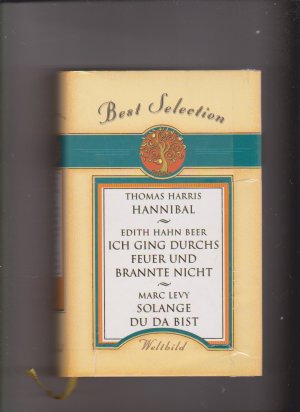 Best Selection
THOMAS HARRIS
HANNIBAL
EDITH HAHN BEER
ICH GING DURCHS
FEUER UND
BRANNTE NICHT
MARC LEVY
SOLANGE
DU DA BIST
Weltbild